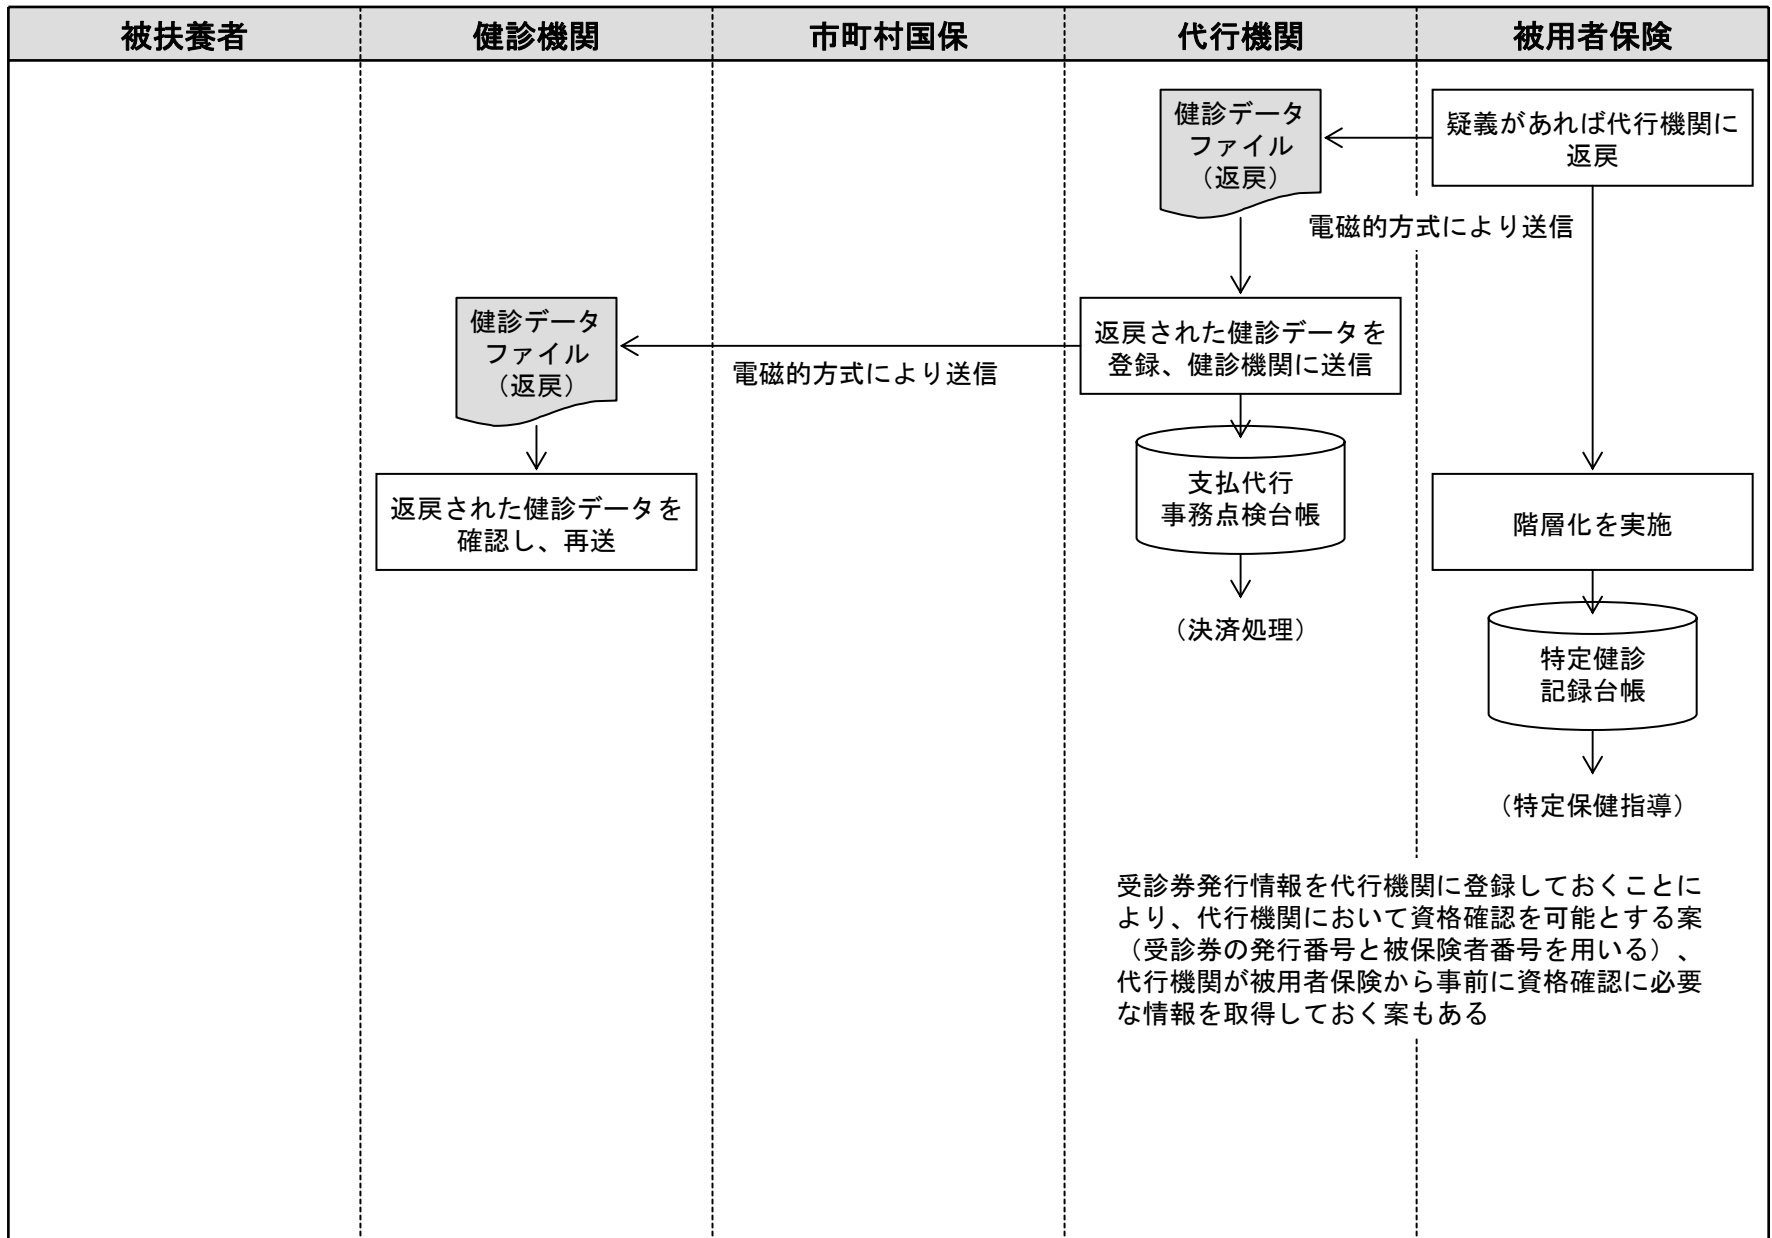 被扶養者
健診機関
市町村国保
代行機関
被用者保険
健診データ
ファイル
（返戻）
疑義があれば代行機関に
返戻
電磁的方式により送信
健診データ
ファイル
（返戻）
電磁的方式により送信
返戻された健診データを
登録、健診機関に送信
返戻された健診データを
確認し、再送
支払代行
事務点検台帳
階層化を実施
（決済処理）
特定健診
記録台帳
（特定保健指導）
受診券発行情報を代行機関に登録しておくことに
より、代行機関において資格確認を可能とする案
（受診券の発行番号と被保険者番号を用いる）、
代行機関が被用者保険から事前に資格確認に必要
な情報を取得しておく案もある